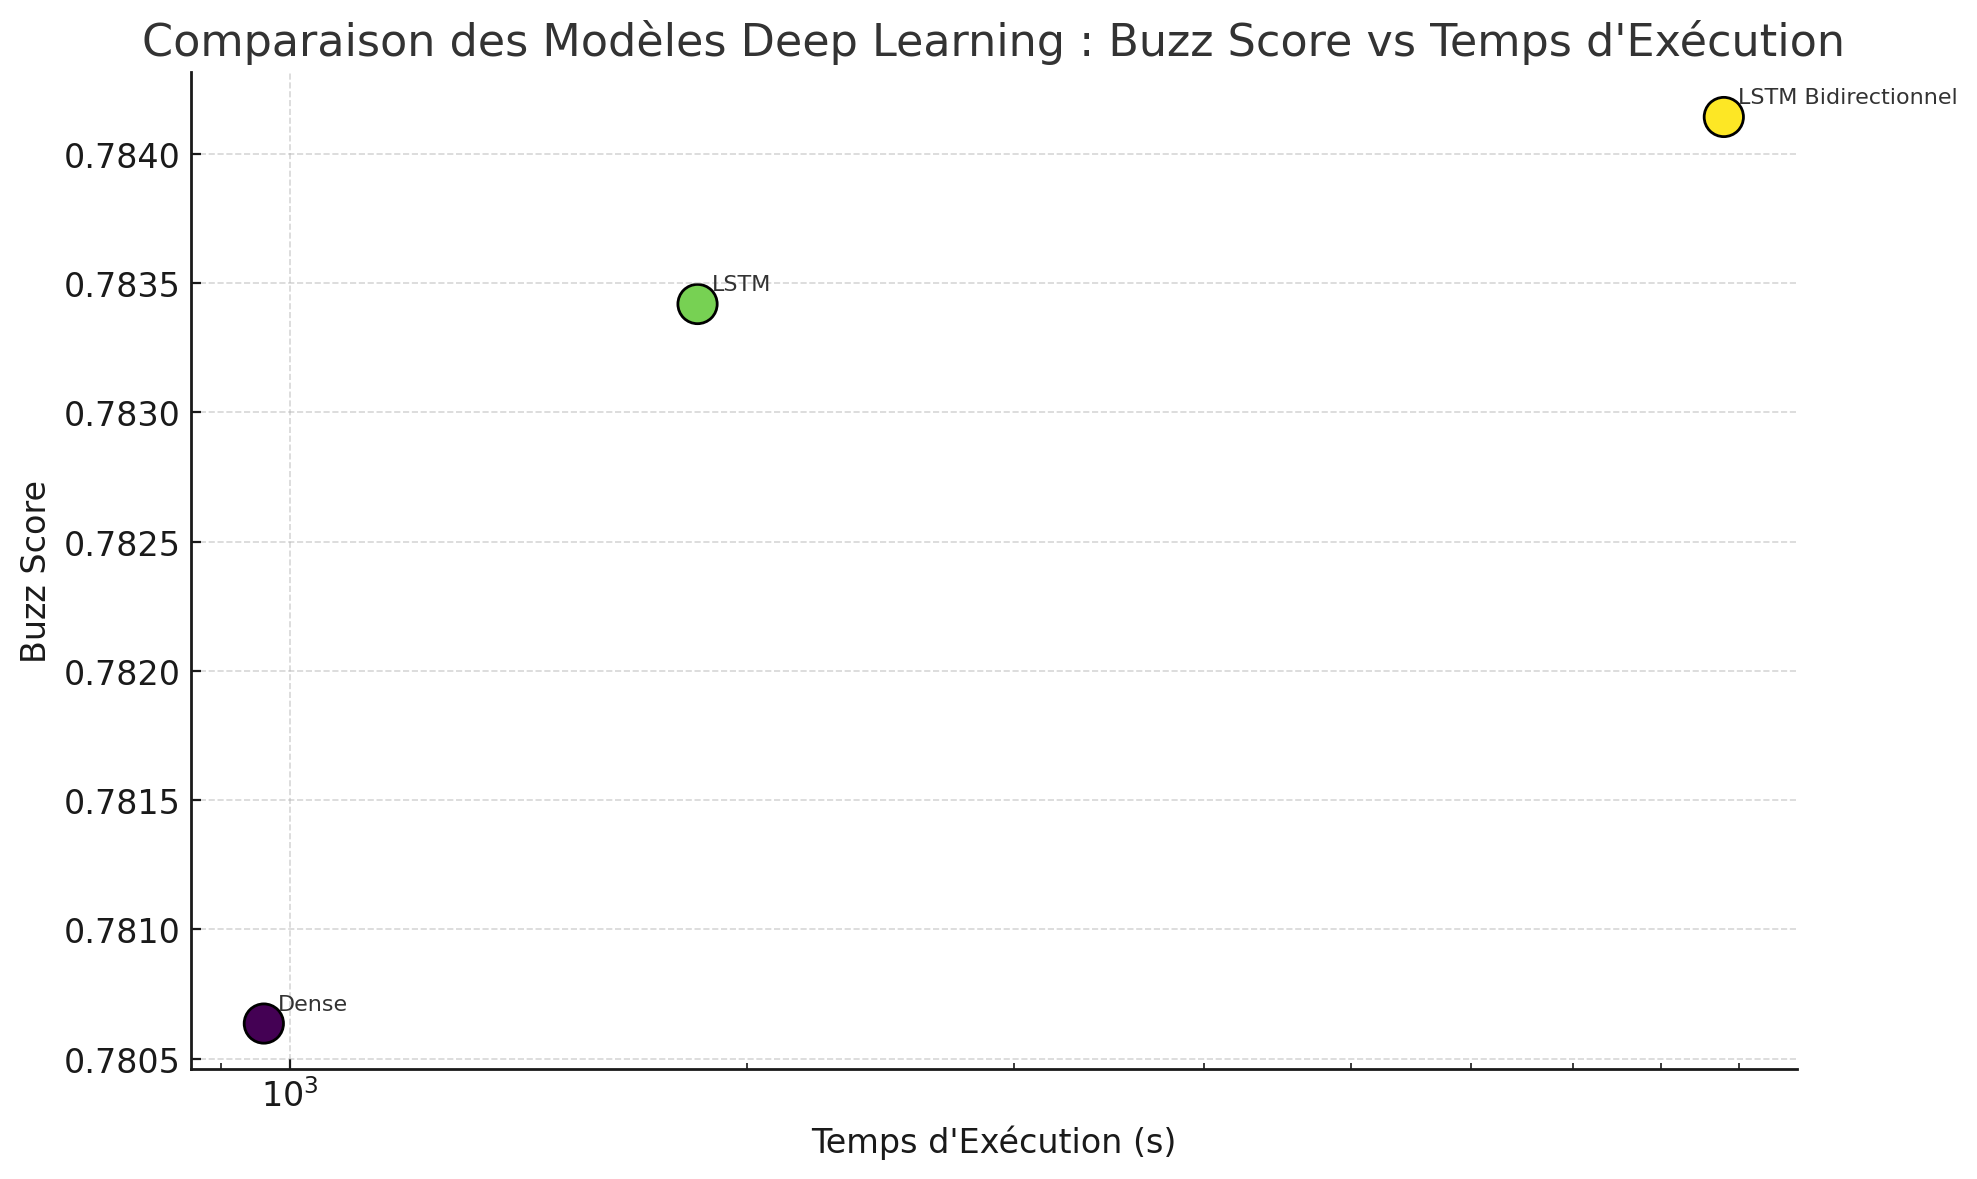 Comparaison des Modèles Deep Learning : Buzz Score vs Temps d'Exécution
LSTM Bidirectionnel
0.7840
LSTM
0.7835
0.7830
0.7825
Buzz Score
0.7820
0.7815
0.7810
Dense
0.7805
10³
Temps d'Exécution (s)